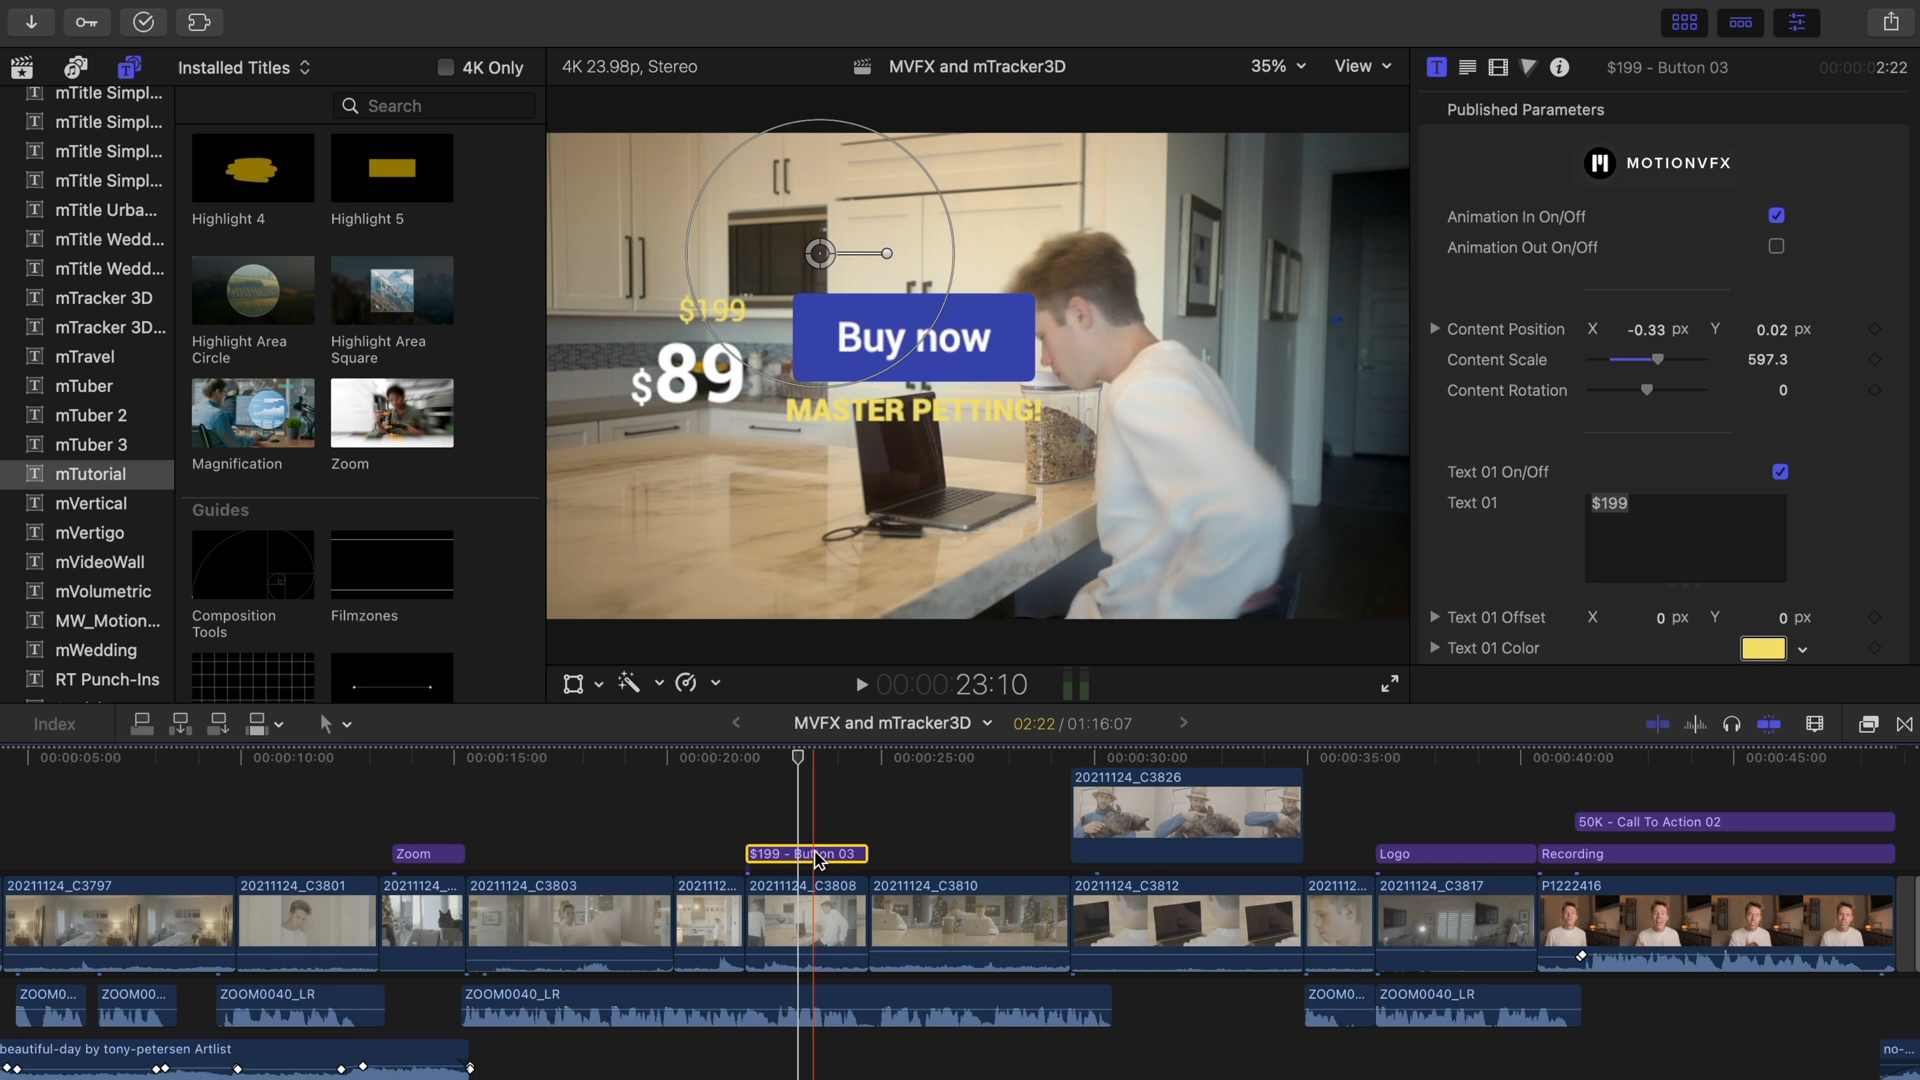 Installed Titles
4K Only
4K 23.98p, Stereo
MVFX and mTracker3D
35%
View
$199 - Button 03
00:00:02:22
mTitle Simpl...
mTitle Simpl...
mTitle Simpl...
mTitle Simpl...
mTitle Urba...
mTitle Wedd...
mTitle Wedd...
mTracker 3D
mTracker 3D...
mTravel
mTuber
mTuber 2
mTuber 3
mTutorial
mVertical
mVertigo
mVideoWall
mVolumetric
MW_Motion...
mWedding
RT Punch-Ins
Search
Highlight 4
Highlight 5
Highlight Area
Circle
Highlight Area
Square
Magnification
Zoom
Guides
Composition
Tools
Filmzones
$199
$89
Buy now
MASTER PETTING!
Published Parameters
MOTIONVFX
Animation In On/Off
Animation Out On/Off
Content Position X -0.33 px Y 0.02 px
Content Scale 597.3
Content Rotation 0
Text 01 On/Off
Text 01 $199
Text 01 Offset X 0 px Y 0 px
Text 01 Color
00:00:23:10
Index
MVFX and mTracker3D
02:22 / 01:16:07
00:00:05:00
00:00:10:00
00:00:15:00
00:00:20:00
00:00:25:00
00:00:30:00
00:00:35:00
00:00:40:00
00:00:45:00
20211124_C3826
50K - Call To Action 02
Zoom
$199 - Button 03
Logo
Recording
20211124_C3797
20211124_C3801
20211124_...
20211124_C3803
2021112...
20211124_C3808
20211124_C3810
20211124_C3812
2021112...
20211124_C3817
P1222416
ZOOM0...
ZOOM00...
ZOOM0040_LR
ZOOM0040_LR
ZOOM0...
ZOOM0040_LR
beautiful-day by tony-petersen Artlist
no-...